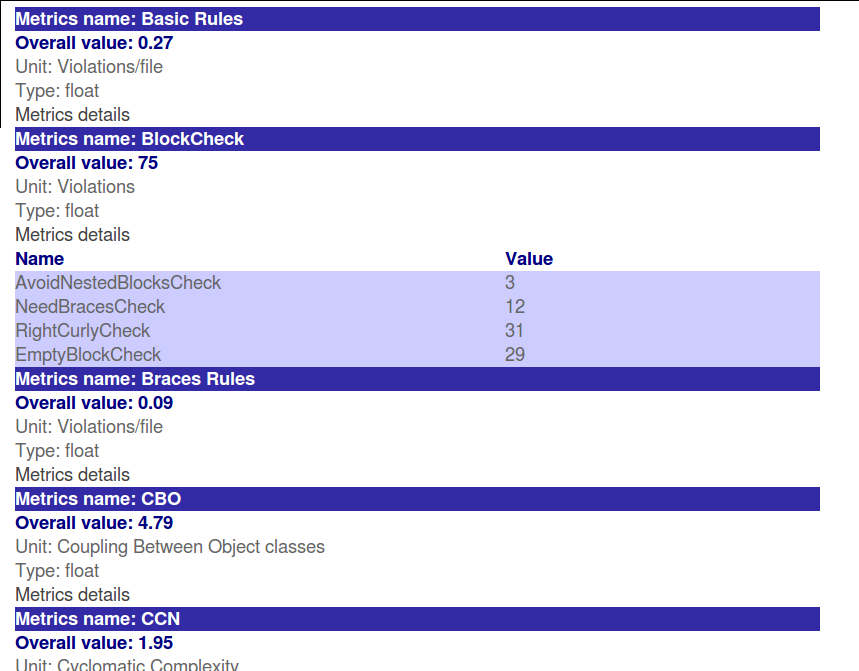 Metrics name: Basic Rules
Overall value: 0.27
Unit: Violations/file
Type: float
Metrics details
Metrics name: BlockCheck
Overall value: 75
Unit: Violations
Type: float
Metrics details
Name Value
AvoidNestedBlocksCheck 3
NeedBracesCheck 12
RightCurlyCheck 31
EmptyBlockCheck 29
Metrics name: Braces Rules
Overall value: 0.09
Unit: Violations/file
Type: float
Metrics details
Metrics name: CBO
Overall value: 4.79
Unit: Coupling Between Object classes
Type: float
Metrics details
Metrics name: CCN
Overall value: 1.95
Unit: Cyclomatic Complexity